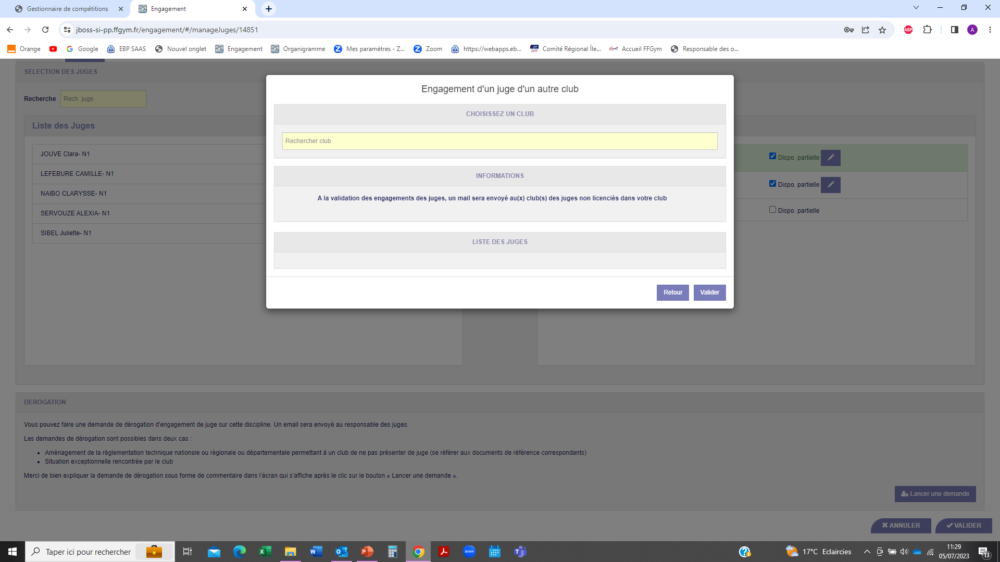 Gestionnaire de compétitions
Engagement
jboss-si-pp.ffgym.fr/engagement/#/manageJuges/14851
ABP
A
Orange
Google
EBP SAAS
Nouvel onglet
Engagement
Organigramme
Mes paramètres - Z...
Zoom
https://webapps.eb...
Comité Régional Île...
Accueil FFGym
Responsable des o...
SELECTION DES JUGES
Recherche
Rech. juge
Liste des Juges
JOUVE Clara- N1
LEFEBURE CAMILLE- N1
NAIBO CLARYSSE- N1
SERVOUZE ALEXIA- N1
SIBEL Juliette- N1
Engagement d'un juge d'un autre club
CHOISISSEZ UN CLUB
Rechercher club
INFORMATIONS
A la validation des engagements des juges, un mail sera envoyé au(x) club(s) des juges non licenciés dans votre club
LISTE DES JUGES
Retour
Valider
Dispo. partielle
Dispo. partielle
Dispo. partielle
DEROGATION
Vous pouvez faire une demande de dérogation d'engagement de juge sur cette discipline. Un email sera envoyé au responsable des juges.
Les demandes de dérogation sont possibles dans deux cas :
Aménagement de la règlementation technique nationale ou régionale ou départementale permettant à un club de ne pas présenter de juge (se référer aux documents de référence correspondants)
Situation exceptionnelle rencontrée par le club
Merci de bien expliquer la demande de dérogation sous forme de commentaire dans l'écran qui s'affiche après le clic sur le bouton « Lancer une demande ».
Lancer une demande
ANNULER
VALIDER
Taper ici pour rechercher
zoom
17°C Eclaircies
11:29
05/07/2023
13